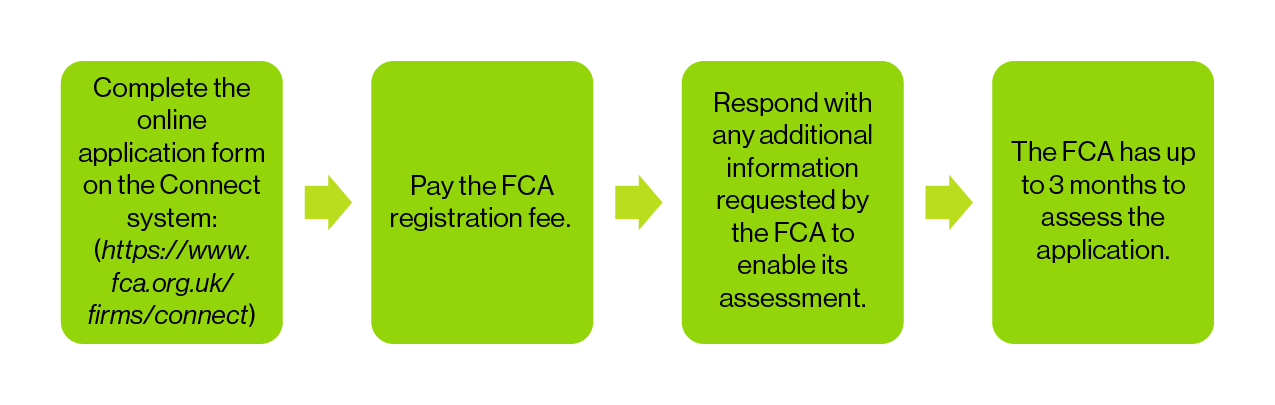 Complete the
online
application form
on the Connect
system:
(https://www.
fca.org.uk/
firms/connect)
Pay the FCA
registration fee.
Respond with
any additional
information
requested by
the FCA to
enable its
assessment.
The FCA has up
to 3 months to
assess the
application.